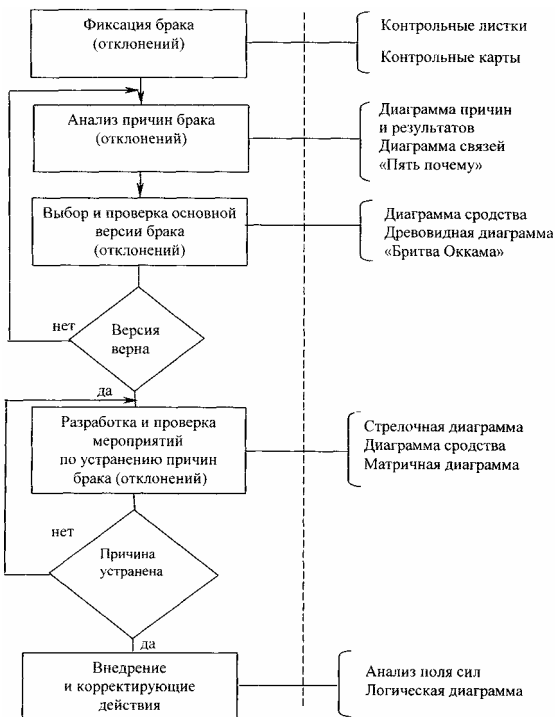 Фиксация брака
(отклонений)
Контрольные листки
Контрольные карты
Анализ причин брака
(отклонений)
Диаграмма причин
и результатов
Диаграмма связей
«Пять почему»
Выбор и проверка основной
версии брака
(отклонений)
Диаграмма сродства
Древовидная диаграмма
«Бритва Оккама»
нет
Версия
верна
да
Разработка и проверка
мероприятий
по устранению причин
брака (отклонений)
Стрелочная диаграмма
Диаграмма сродства
Матричная диаграмма
нет
Причина
устранена
да
Внедрение
и корректирующие
действия
Анализ поля сил
Логическая диаграмма